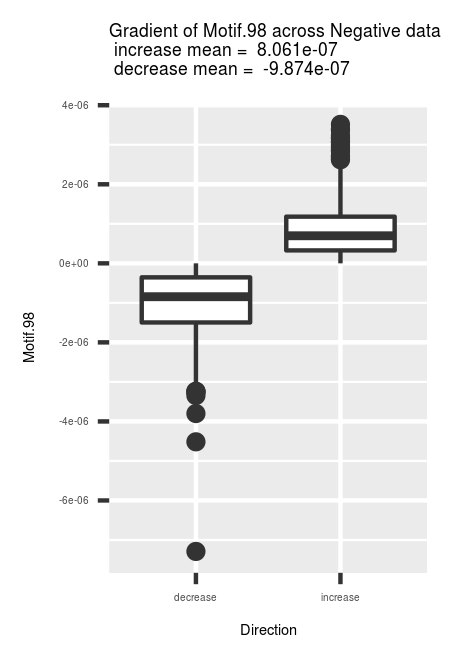 Gradient of Motif.98 across Negative data
increase mean =  8.061e-07
decrease mean =  -9.874e-07
4e-06
2e-06
0e+00
-2e-06
-4e-06
-6e-06
Motif.98
decrease
increase
Direction